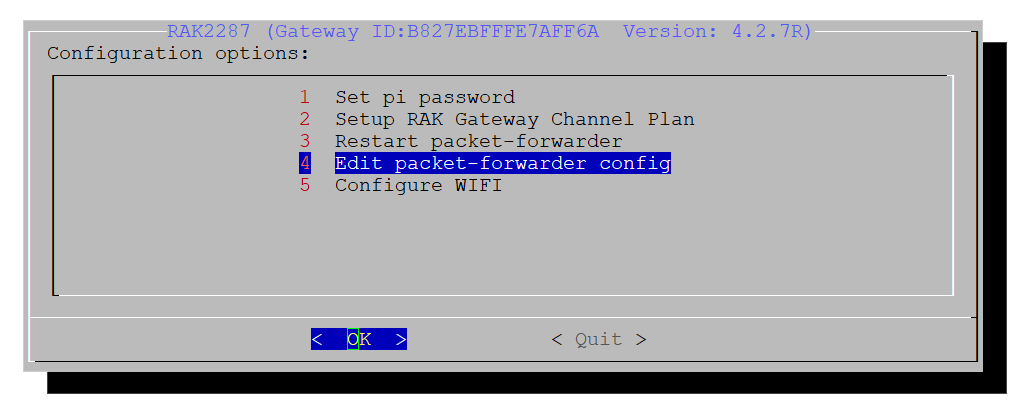 RAK2287 (Gateway ID:B827EBFFFE7AFF6A  Version: 4.2.7R)
Configuration options:
1  Set pi password
2  Setup RAK Gateway Channel Plan
3  Restart packet-forwarder
4  Edit packet-forwarder config
5  Configure WIFI
<  OK  >            < Quit >